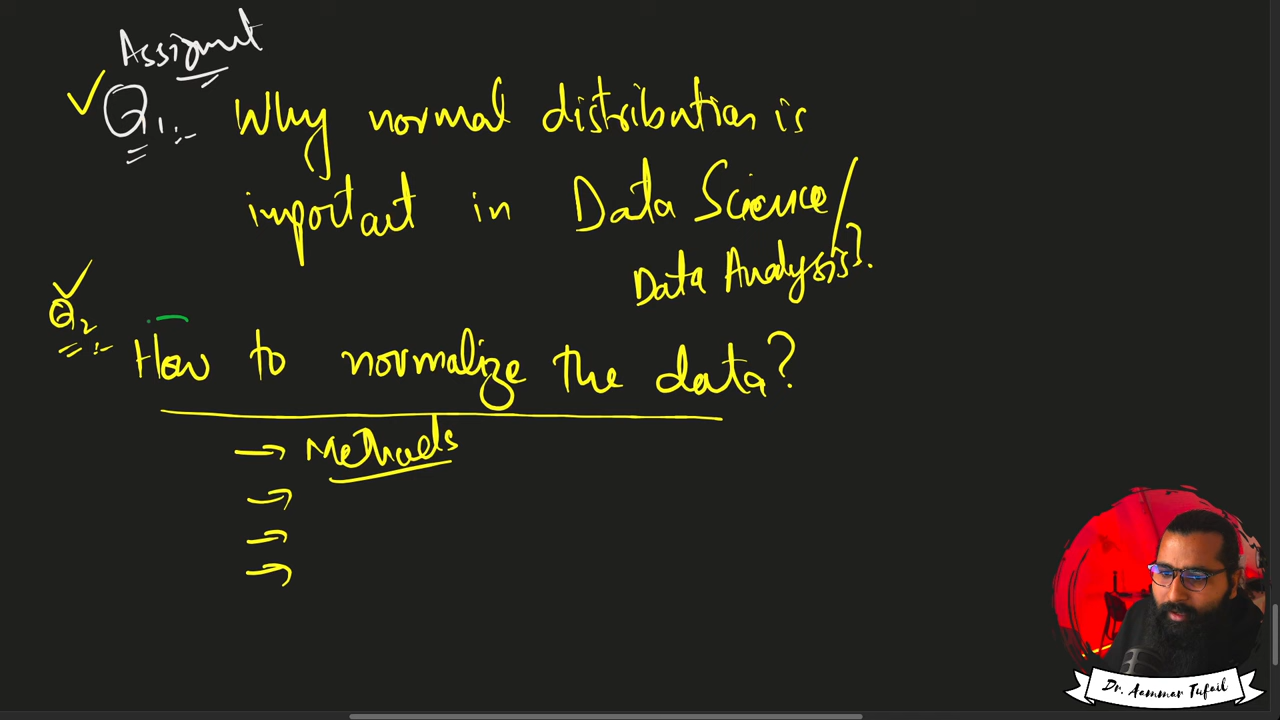 Assignment
Q1:- Why normal distribution is
important in Data Science/
Data Analysis?
Q2:- How to normalize the data?
→ Methods
→
→
→
Dr. Aammar Tufail